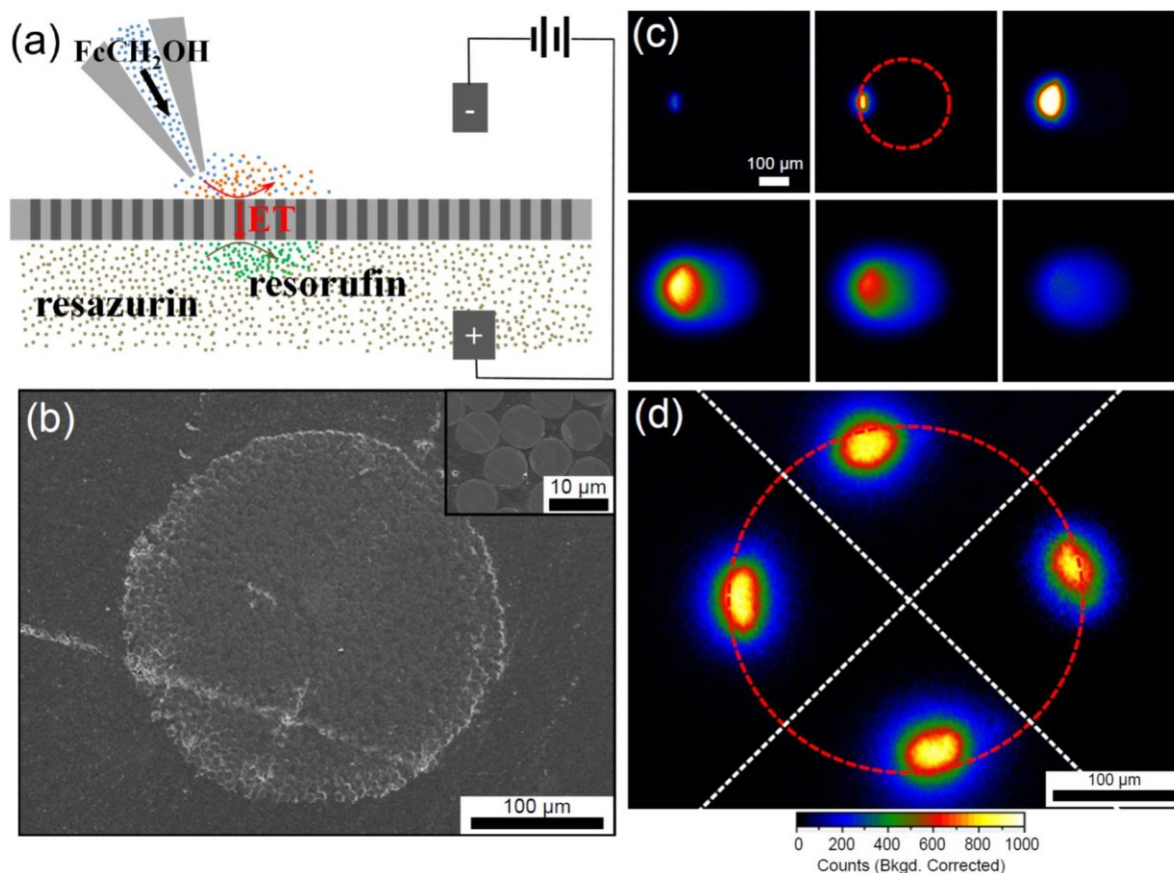 (a)
FcCH₂OH
-
ET
resazurin
resorufin
+
(b)
10 µm
100 µm
(c)
100 µm
(d)
100 µm
0 200 400 600 800 1000
Counts (Bkgd. Corrected)